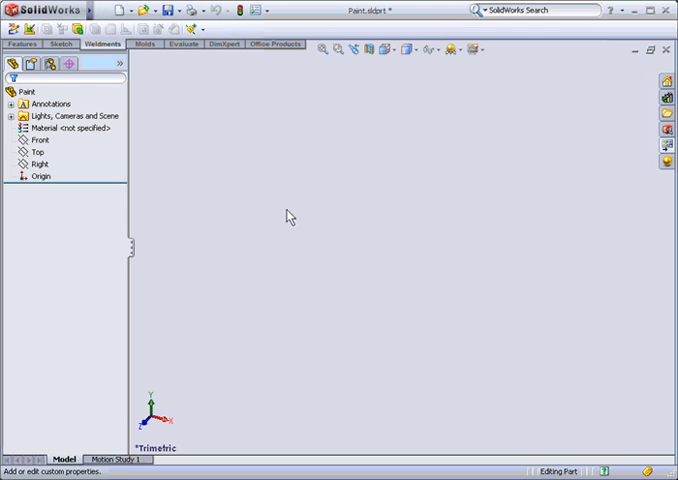 SolidWorks
Paint.sldprt *
SolidWorks Search
Features
Sketch
Weldments
Molds
Evaluate
DimXpert
Office Products
Paint
Annotations
Lights, Cameras and Scene
Material <not specified>
Front
Top
Right
Origin
Y
X
Z
*Trimetric
Model
Motion Study 1
Add or edit custom properties.
Editing Part